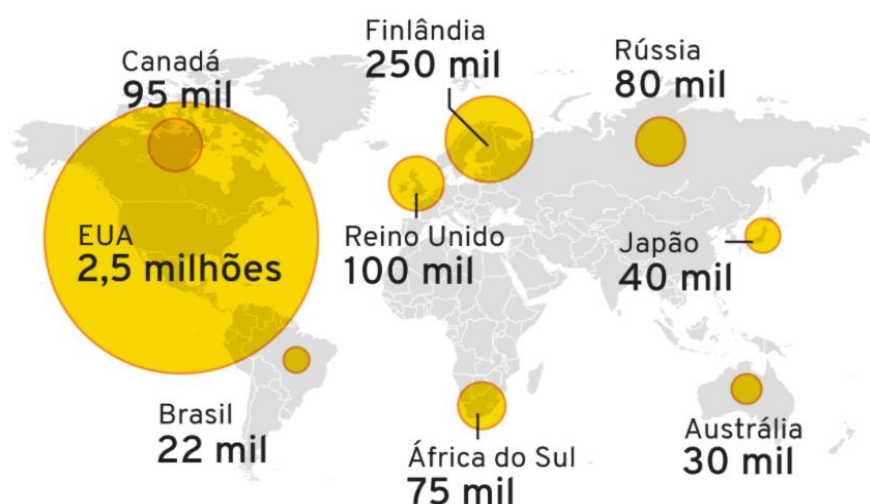 Finlândia
250 mil
Canadá
95 mil
Rússia
80 mil
EUA
2,5 milhões
Reino Unido
100 mil
Japão
40 mil
Brasil
22 mil
África do Sul
75 mil
Austrália
30 mil